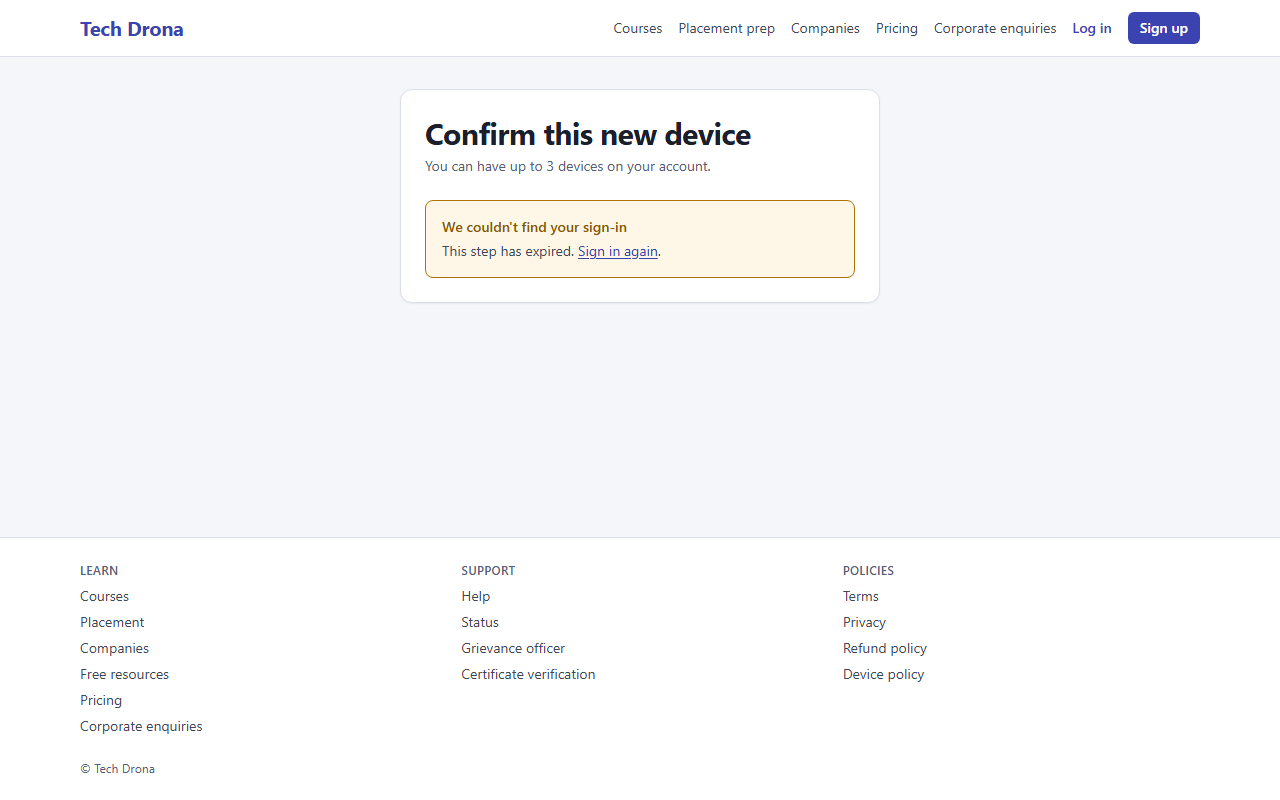 Tech Drona
Courses Placement prep Companies Pricing Corporate enquiries Log in Sign up
Confirm this new device
You can have up to 3 devices on your account.
We couldn't find your sign-in
This step has expired. Sign in again.
LEARN
Courses
Placement
Companies
Free resources
Pricing
Corporate enquiries
SUPPORT
Help
Status
Grievance officer
Certificate verification
POLICIES
Terms
Privacy
Refund policy
Device policy
© Tech Drona